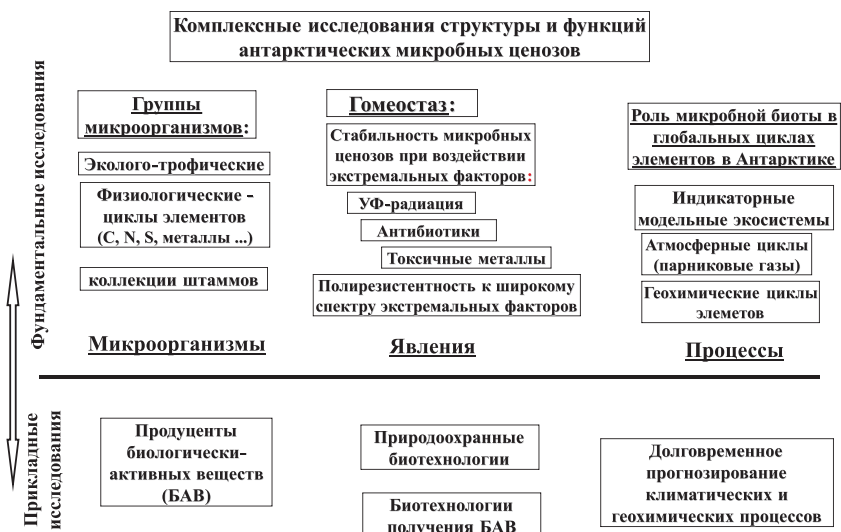 Комплексные исследования структуры и функций
антарктических микробных ценозов
Фундаментальные исследования
Группы
микроорганизмов:
Эколого-трофические
Физиологические -
циклы элементов
(C, N, S, металлы ...)
коллекции штаммов
Микроорганизмы
Гомеостаз:
Стабильность микробных
ценозов при воздействии
экстремальных факторов:
УФ-радиация
Антибиотики
Токсичные металлы
Полирезистентность к широкому
спектру экстремальных факторов
Явления
Роль микробной биоты в
глобальных циклах
элементов в Антарктике
Индикаторные
модельные экосистемы
Атмосферные циклы
(парниковые газы)
Геохимические циклы
элеметов
Процессы
Прикладные
исследования
Продуценты
биологически-
активных веществ
(БАВ)
Природоохранные
биотехнологии
Биотехнологии
получения БАВ
Долговременное
прогнозирование
климатических и
геохимических процессов